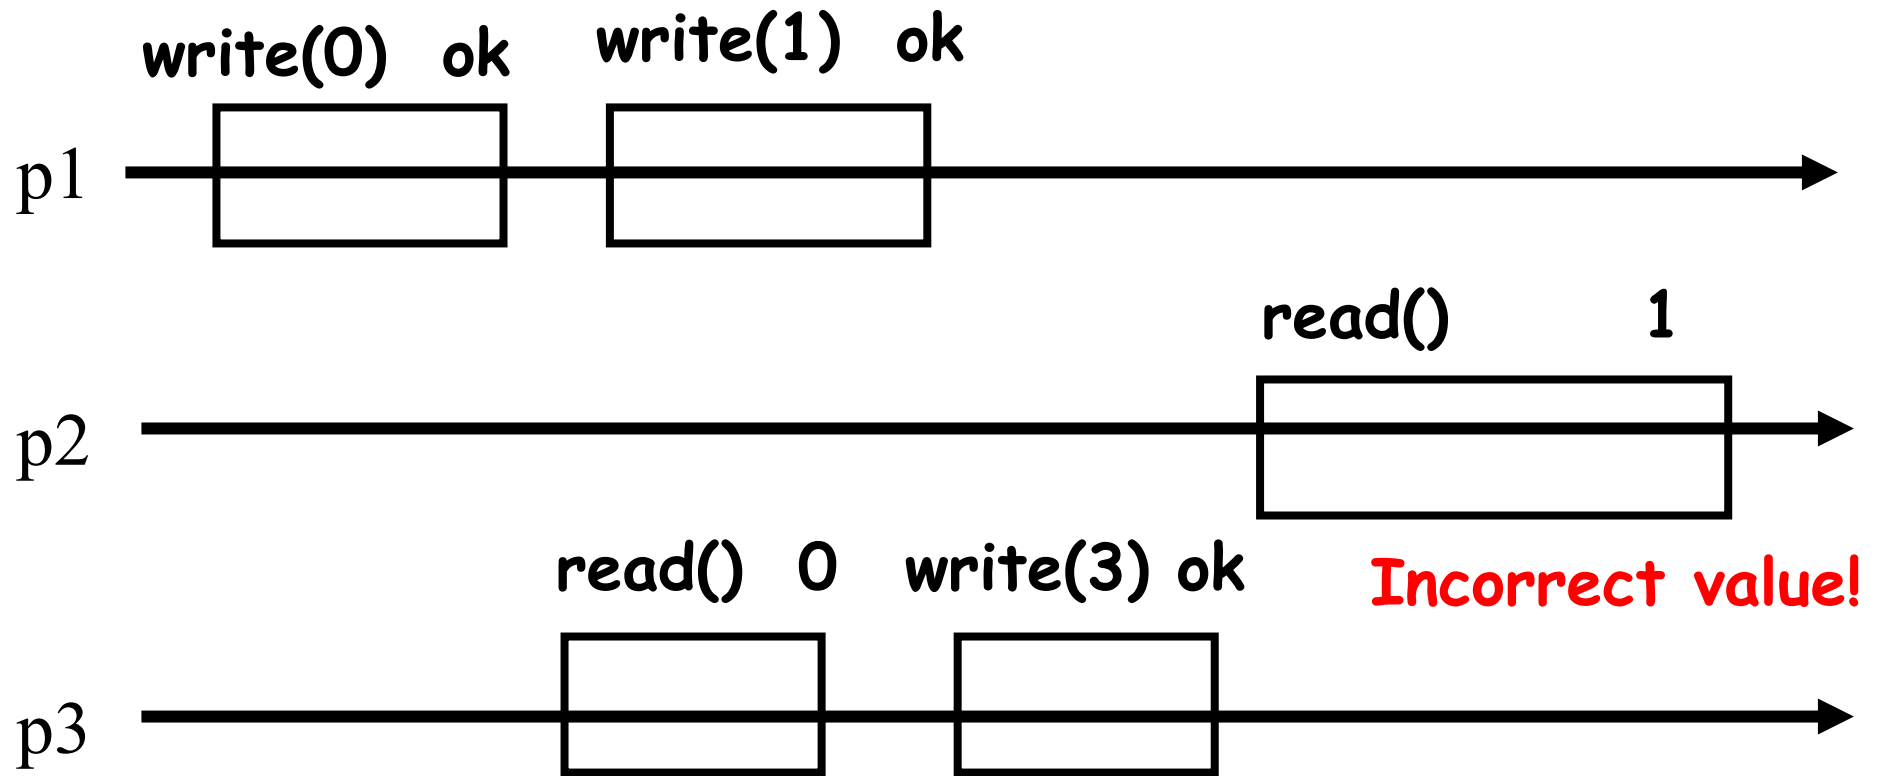 write(0) ok write(1) ok
p1
read() 1
p2
read() 0 write(3) ok
Incorrect value!
p3